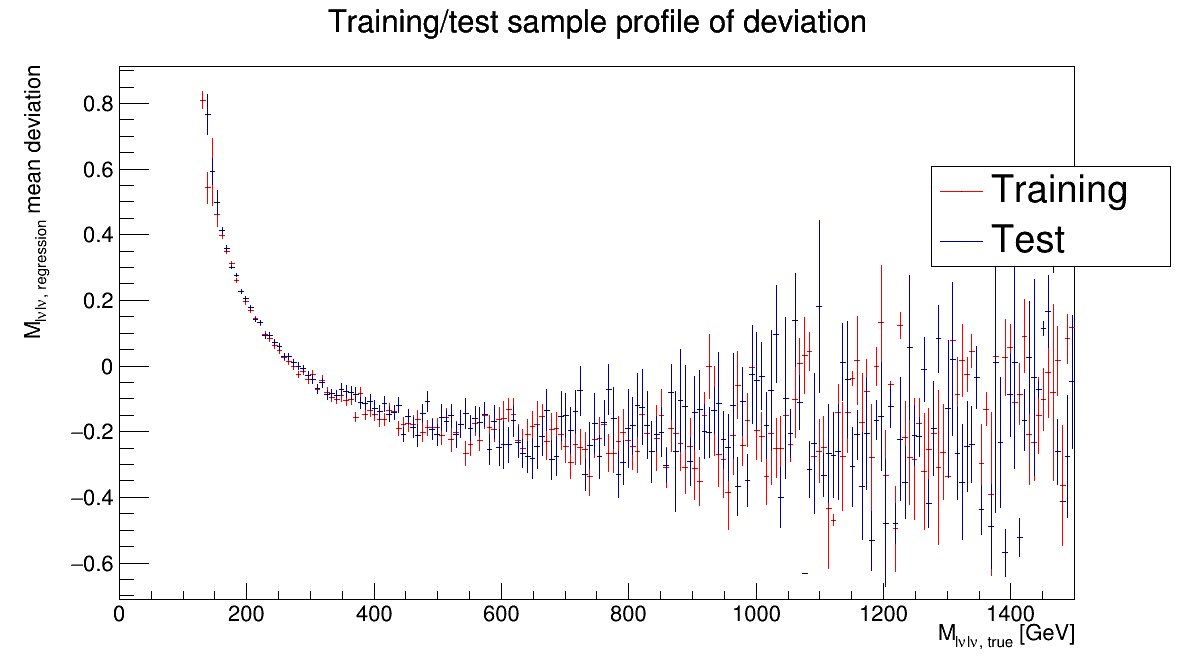 Training/test sample profile of deviation
M_lνlν, regression mean deviation
0.8
0.6
0.4
0.2
0
−0.2
−0.4
−0.6
Training
Test
0 200 400 600 800 1000 1200 1400
M_lνlν, true [GeV]